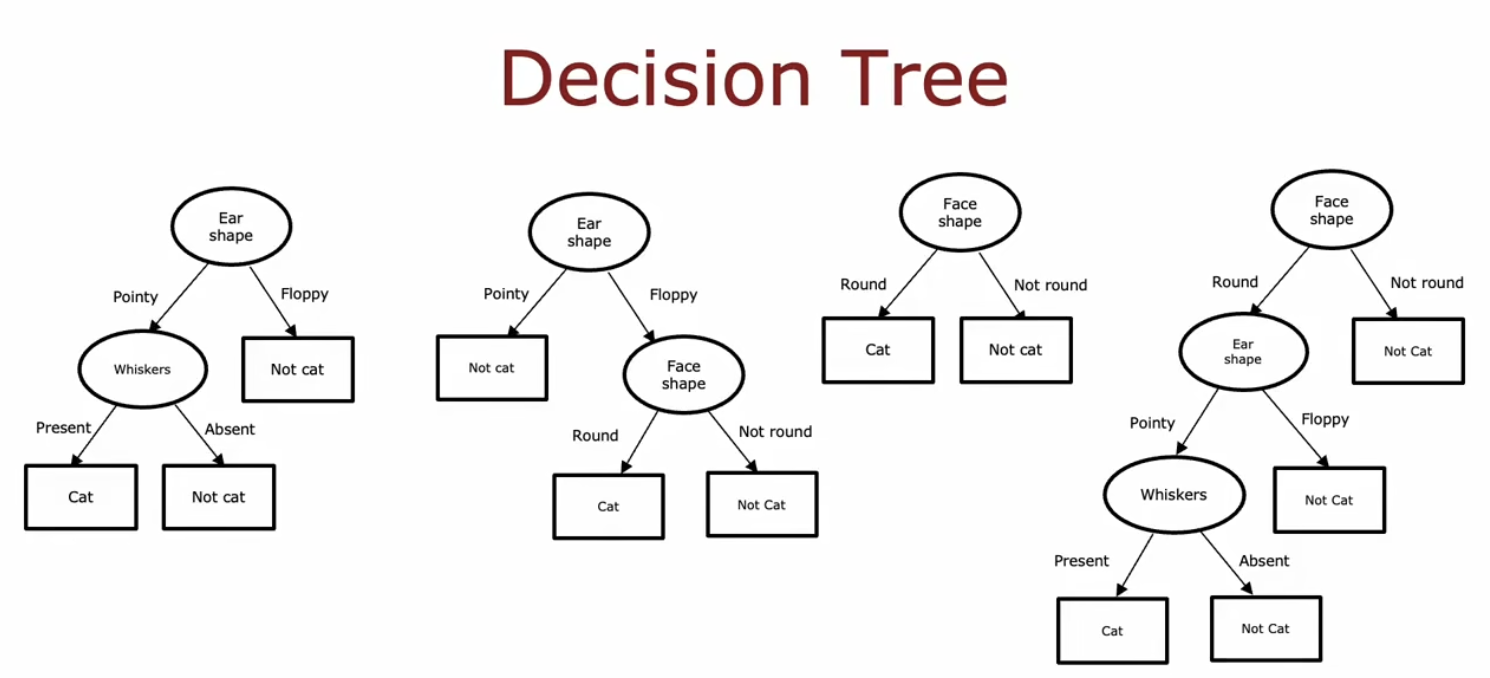 Decision Tree
Ear
shape
Pointy
Floppy
Whiskers
Not cat
Present
Absent
Cat
Not cat
Ear
shape
Pointy
Floppy
Not cat
Face
shape
Round
Not round
Cat
Not Cat
Face
shape
Round
Not round
Cat
Not cat
Face
shape
Round
Not round
Ear
shape
Not Cat
Pointy
Floppy
Whiskers
Not Cat
Present
Absent
Cat
Not Cat